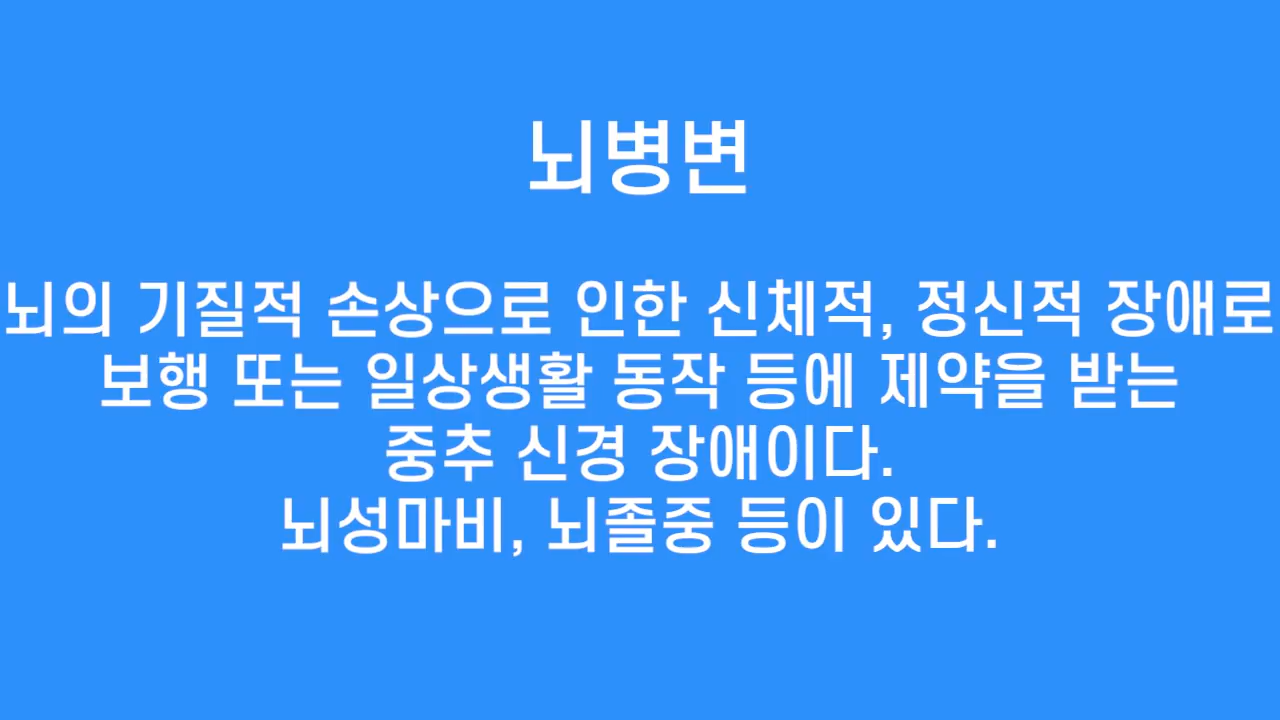 뇌병변
뇌의 기질적 손상으로 인한 신체적, 정신적 장애로
보행 또는 일상생활 동작 등에 제약을 받는
중추 신경 장애이다.
뇌성마비, 뇌졸중 등이 있다.